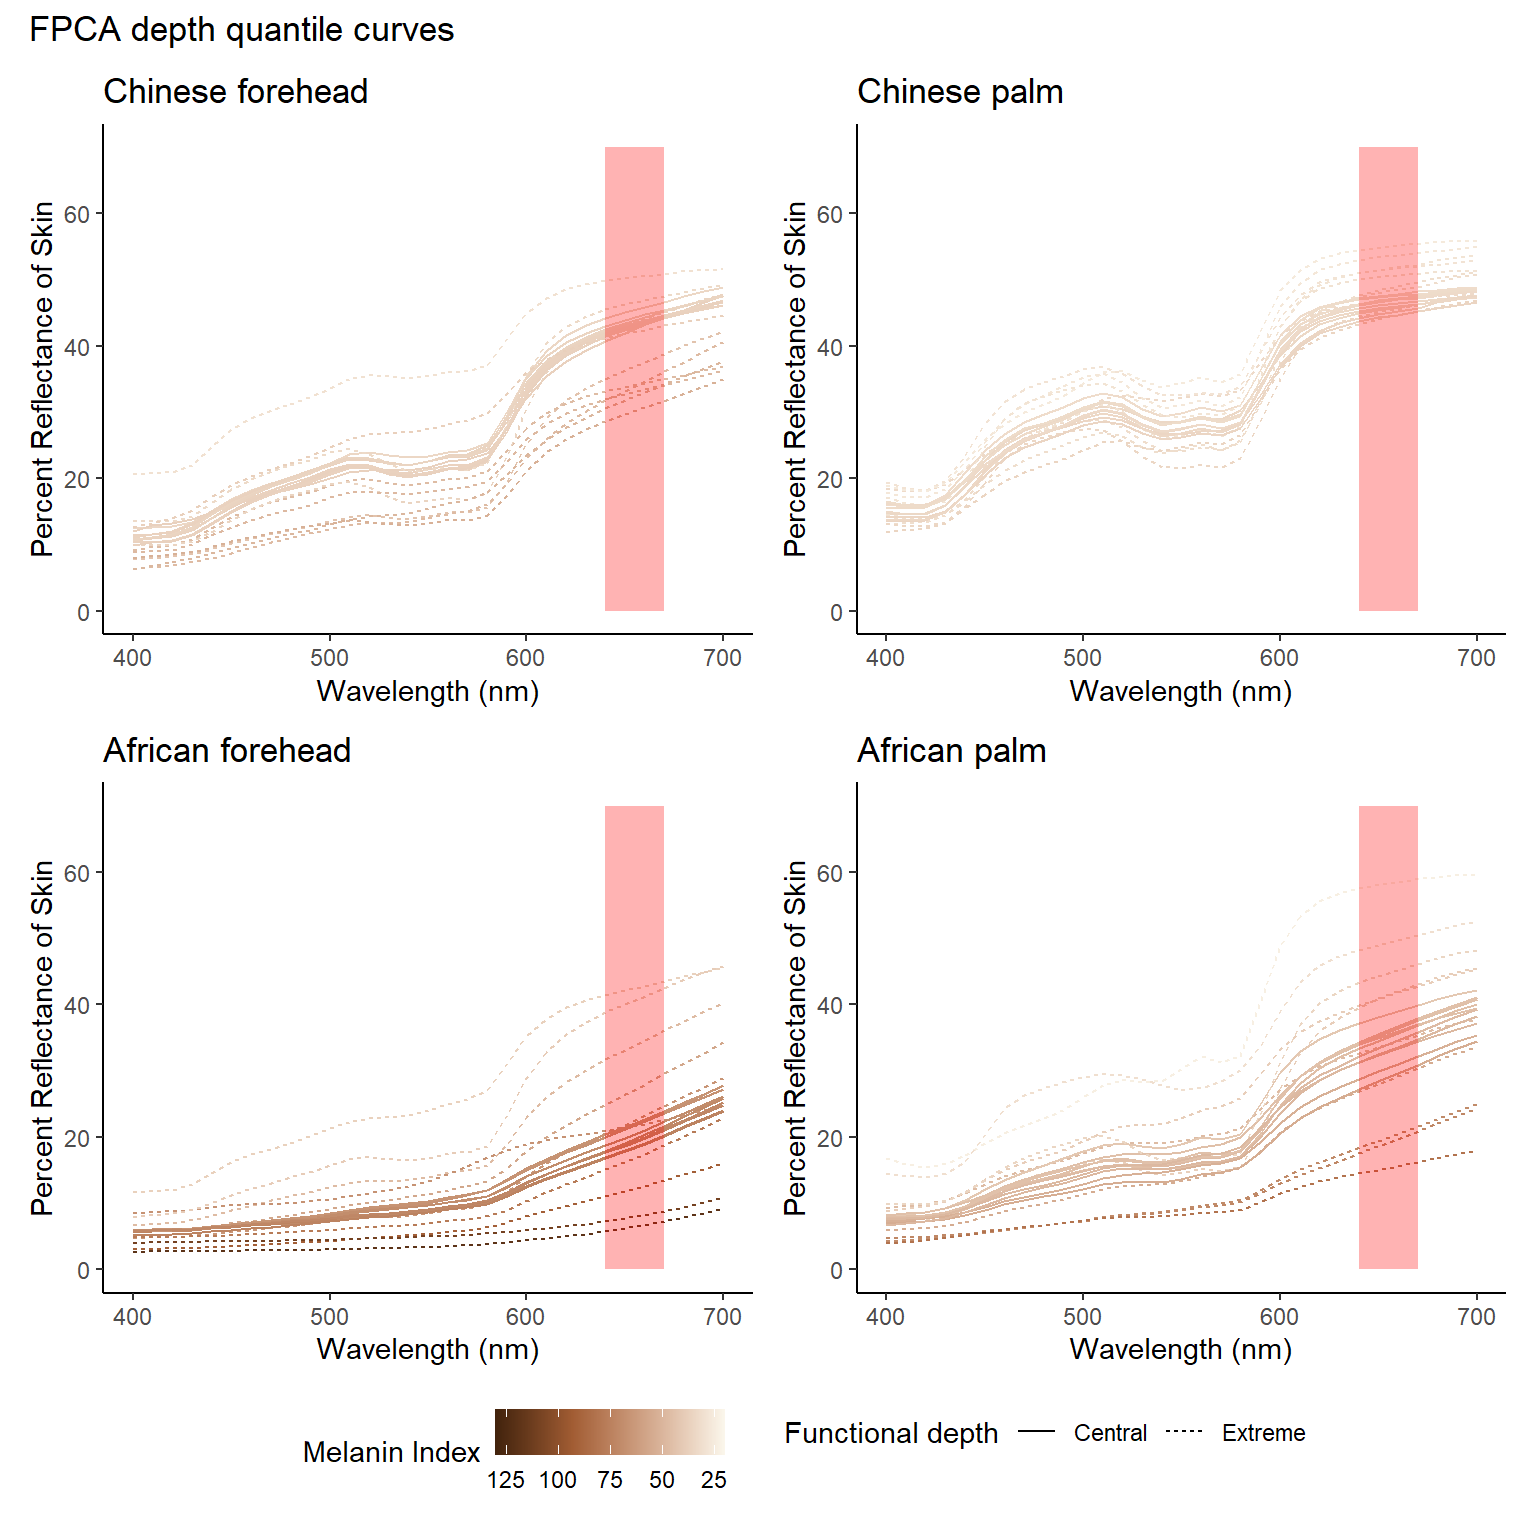 FPCA depth quantile curves
Chinese forehead
Percent Reflectance of Skin
60
40
20
0
400 500 600 700
Wavelength (nm)
Chinese palm
Percent Reflectance of Skin
60
40
20
0
400 500 600 700
Wavelength (nm)
African forehead
Percent Reflectance of Skin
60
40
20
0
400 500 600 700
Wavelength (nm)
African palm
Percent Reflectance of Skin
60
40
20
0
400 500 600 700
Wavelength (nm)
Melanin Index
125 100 75 50 25
Functional depth Central Extreme